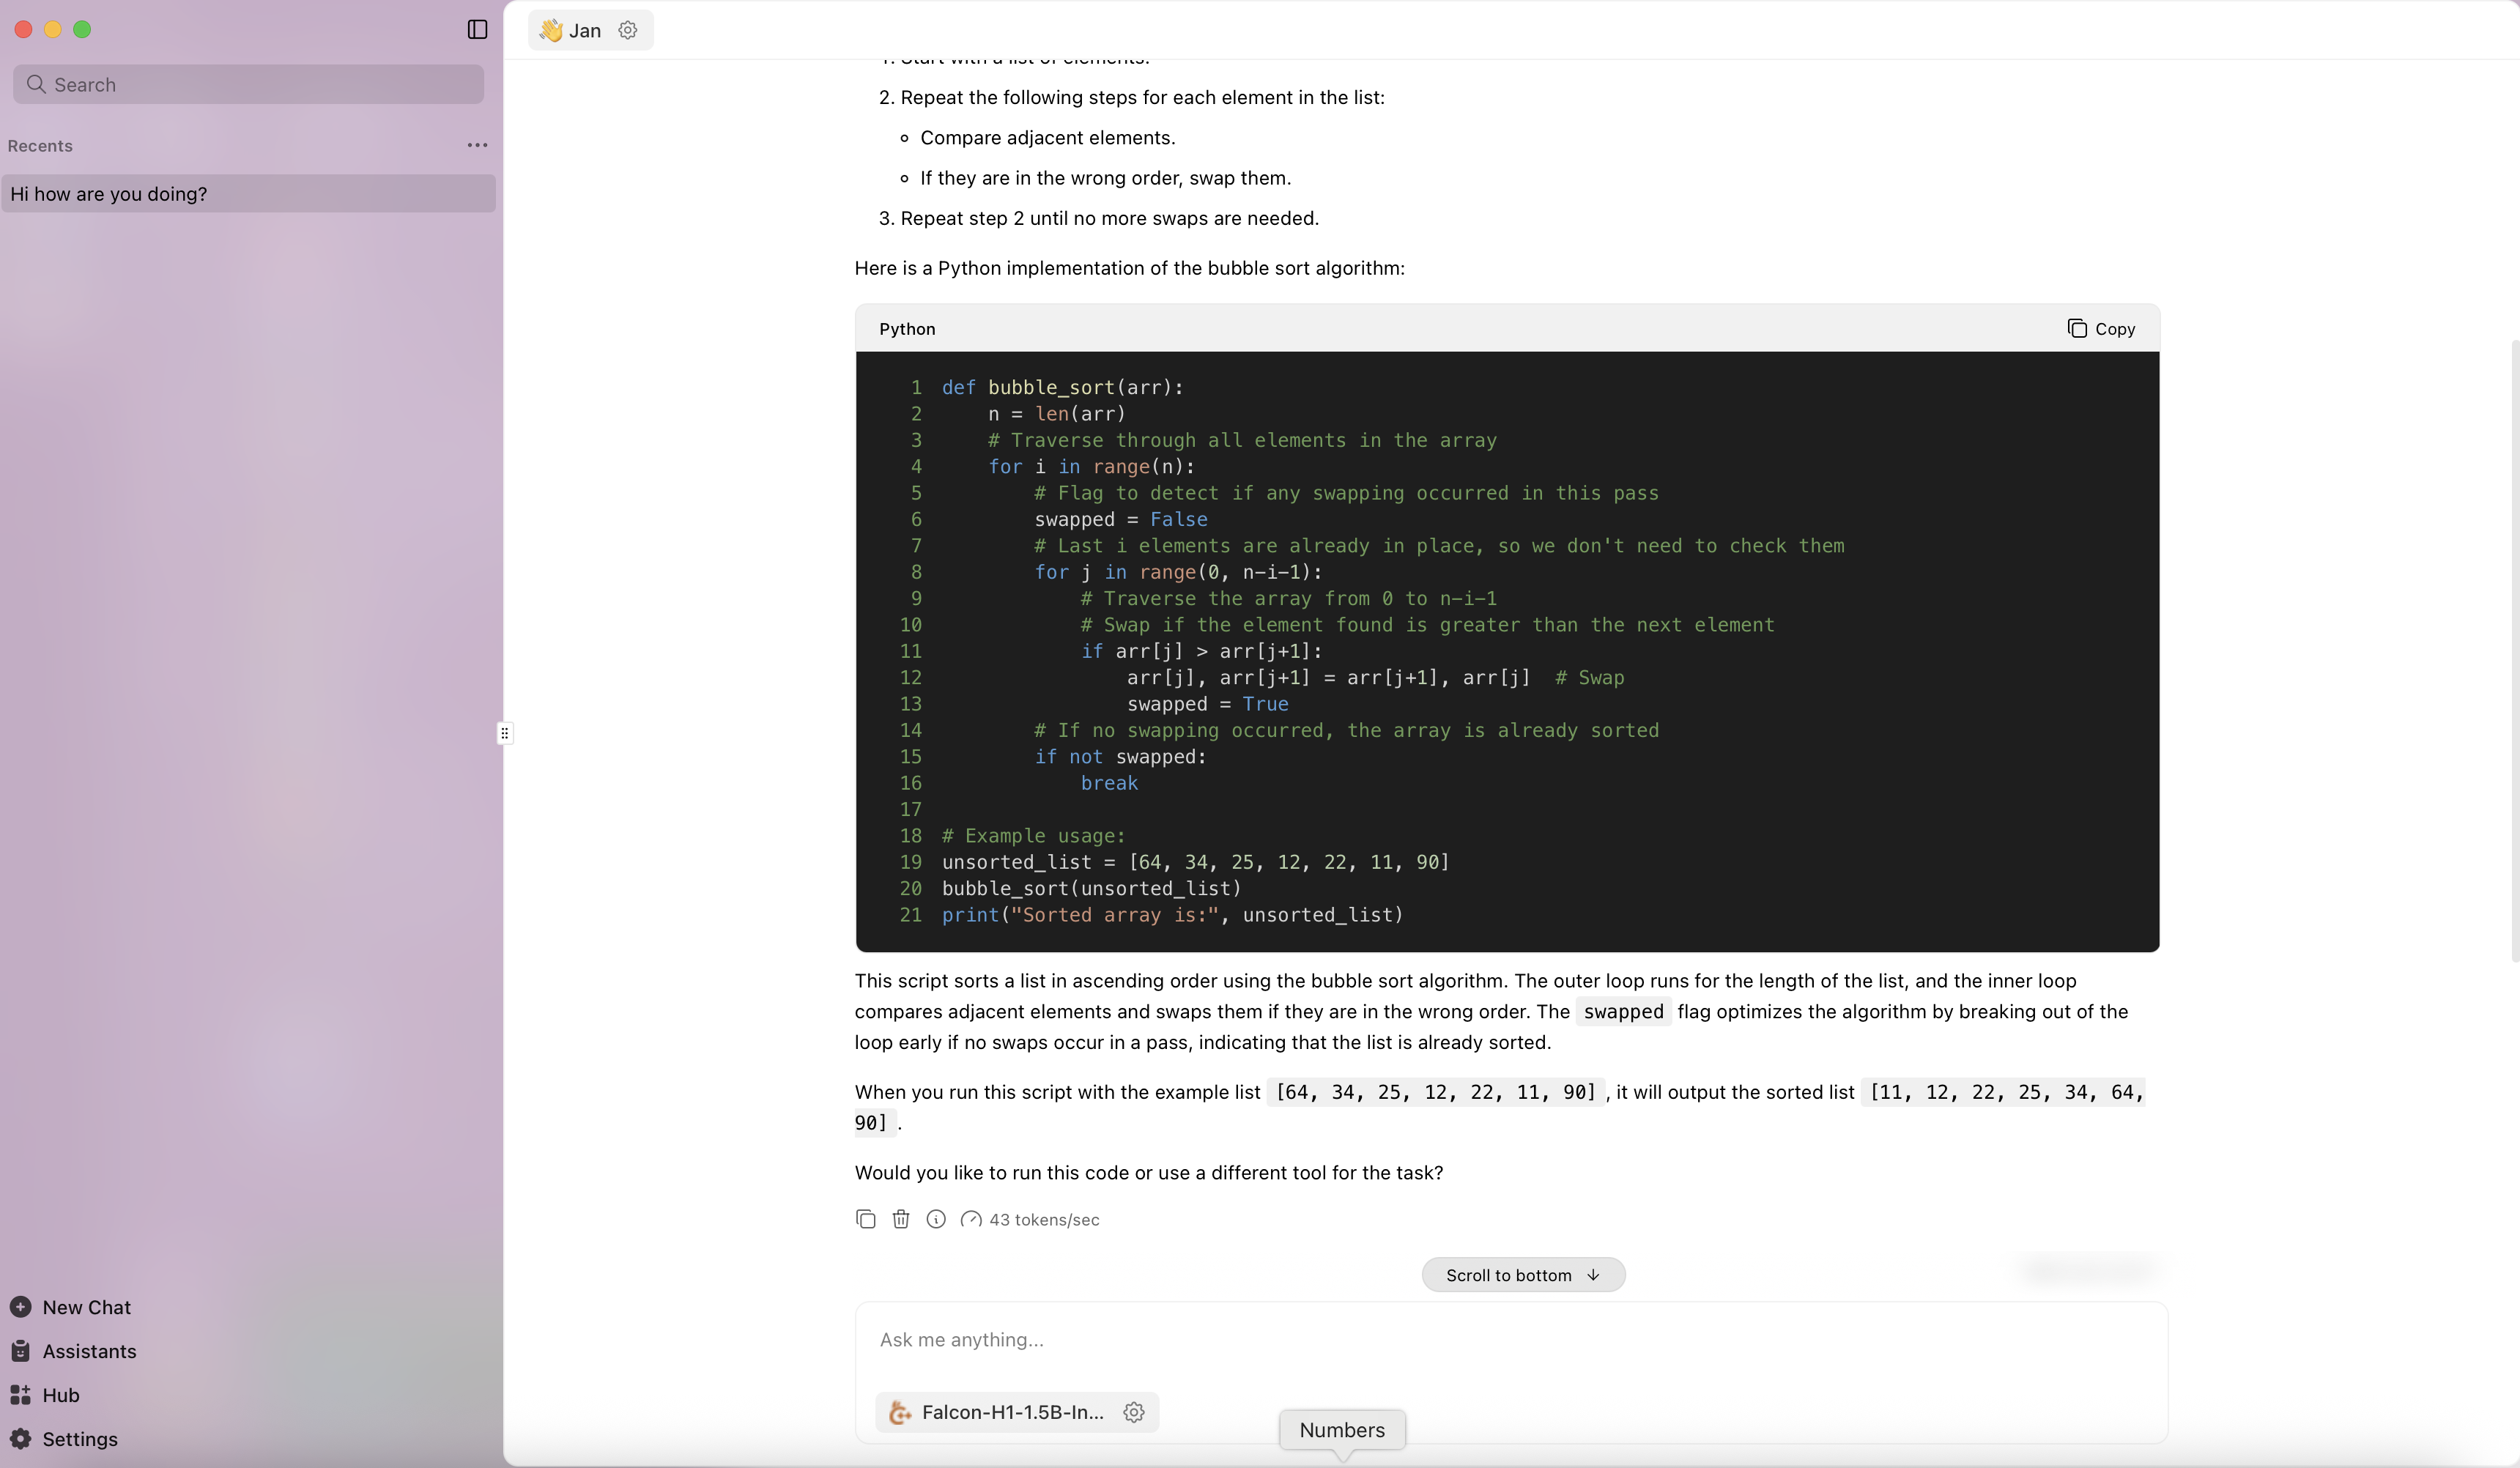 Jan
Search
Recents
Hi how are you doing?
New Chat
Assistants
Hub
Settings
1. Start with a list of elements.
2. Repeat the following steps for each element in the list:
Compare adjacent elements.
If they are in the wrong order, swap them.
3. Repeat step 2 until no more swaps are needed.
Here is a Python implementation of the bubble sort algorithm:
Python Copy
1 def bubble_sort(arr):
2     n = len(arr)
3     # Traverse through all elements in the array
4     for i in range(n):
5         # Flag to detect if any swapping occurred in this pass
6         swapped = False
7         # Last i elements are already in place, so we don't need to check them
8         for j in range(0, n-i-1):
9             # Traverse the array from 0 to n-i-1
10             # Swap if the element found is greater than the next element
11             if arr[j] > arr[j+1]:
12                 arr[j], arr[j+1] = arr[j+1], arr[j]  # Swap
13                 swapped = True
14         # If no swapping occurred, the array is already sorted
15         if not swapped:
16             break
17
18 # Example usage:
19 unsorted_list = [64, 34, 25, 12, 22, 11, 90]
20 bubble_sort(unsorted_list)
21 print("Sorted array is:", unsorted_list)
This script sorts a list in ascending order using the bubble sort algorithm. The outer loop runs for the length of the list, and the inner loop
compares adjacent elements and swaps them if they are in the wrong order. The swapped flag optimizes the algorithm by breaking out of the
loop early if no swaps occur in a pass, indicating that the list is already sorted.
When you run this script with the example list [64, 34, 25, 12, 22, 11, 90] , it will output the sorted list [11, 12, 22, 25, 34, 64,
90] .
Would you like to run this code or use a different tool for the task?
43 tokens/sec
Scroll to bottom
Ask me anything...
Falcon-H1-1.5B-In...
Numbers